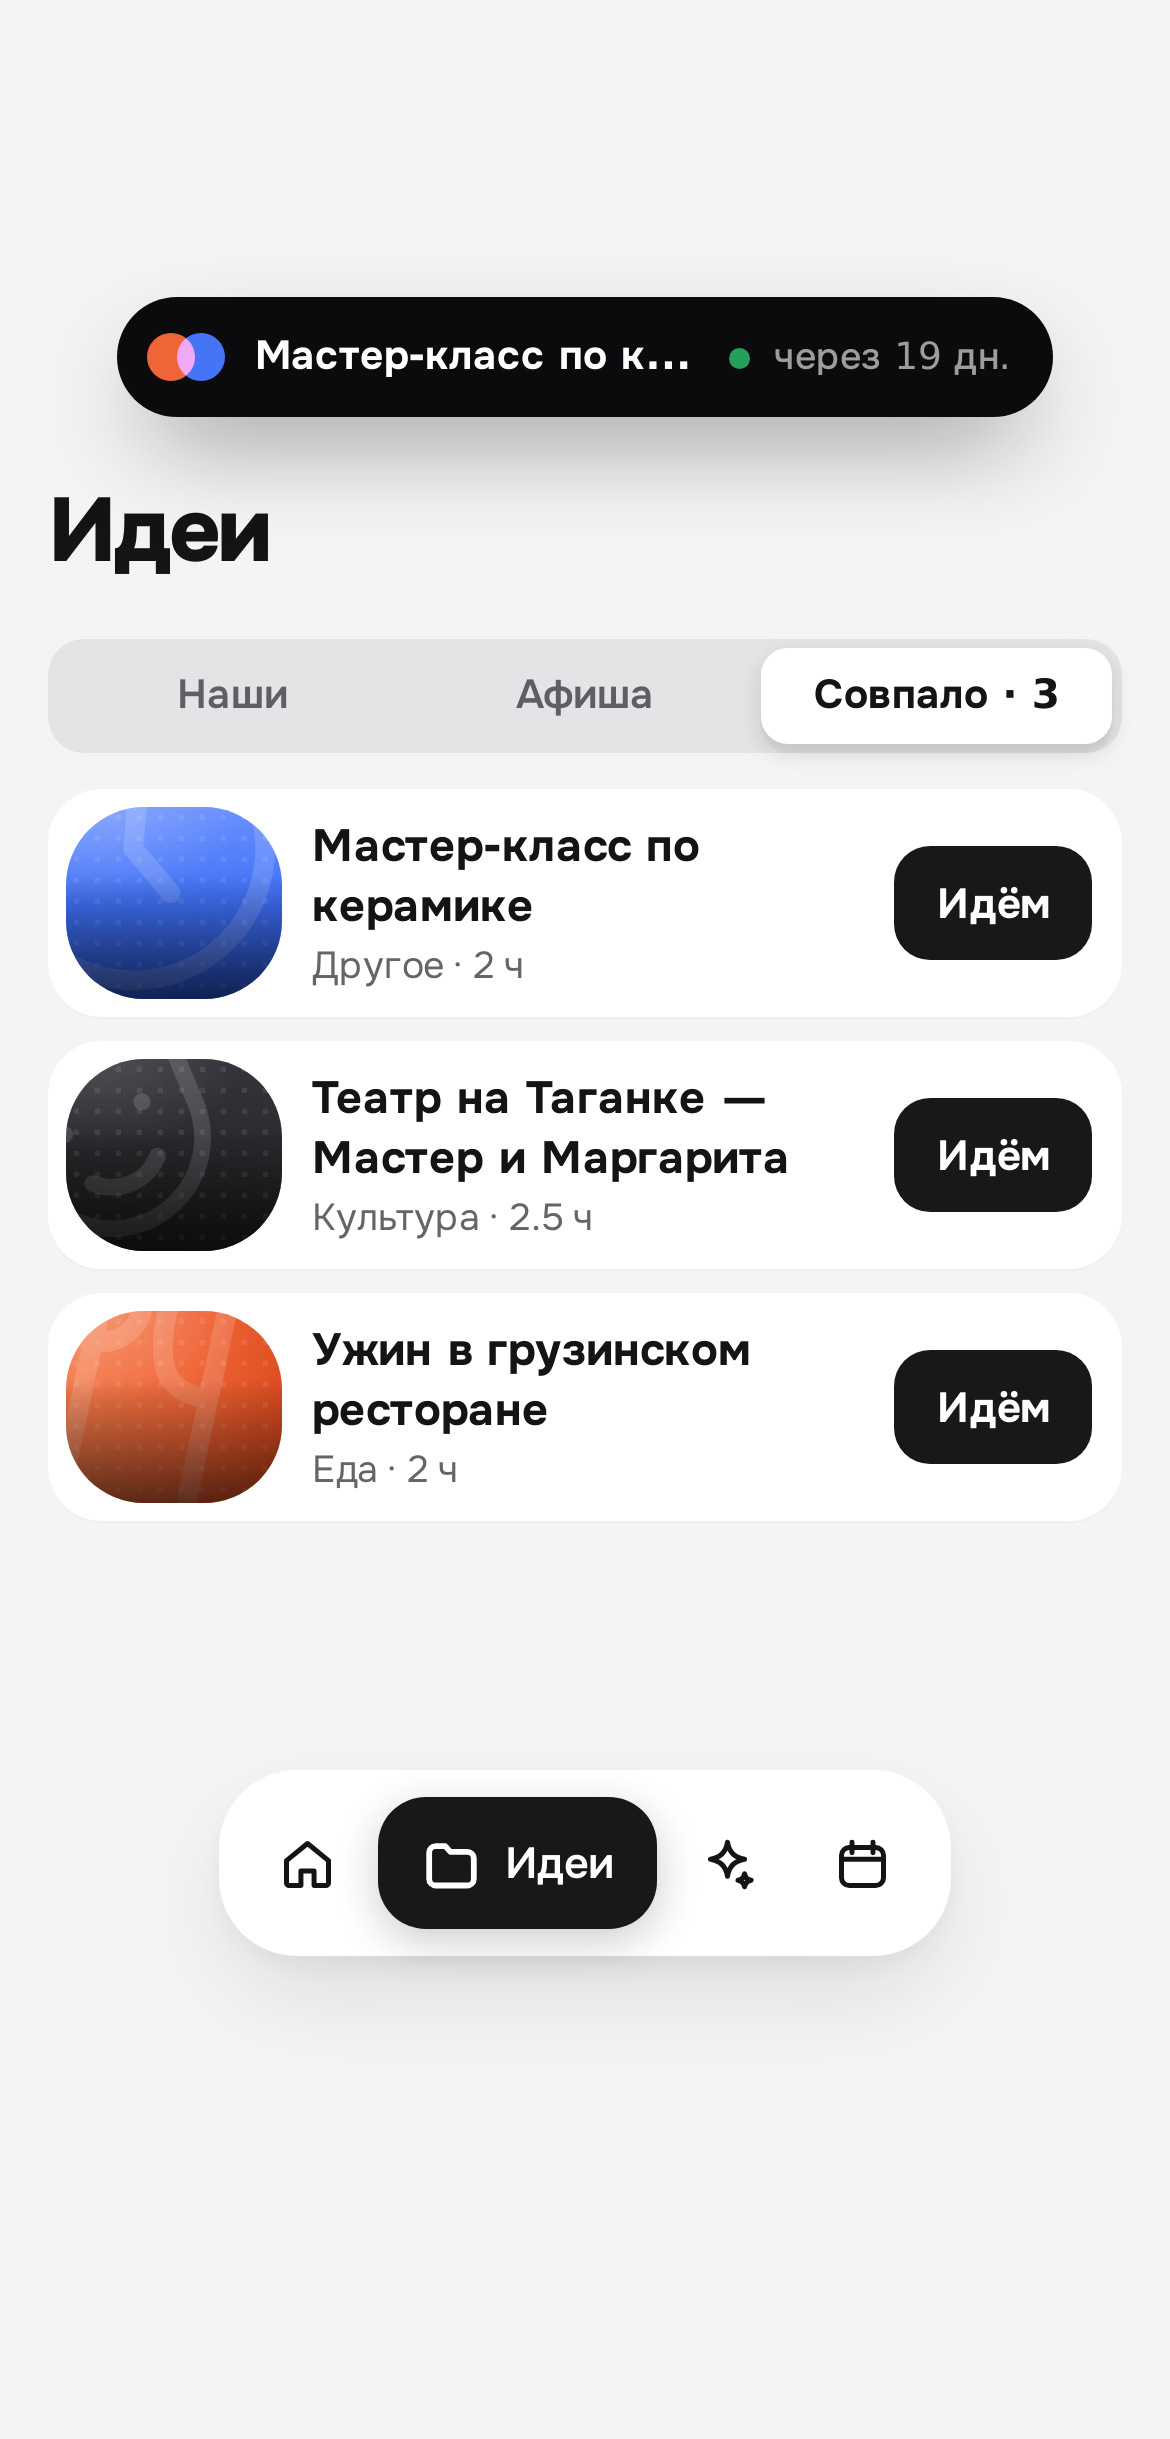 Мастер-класс по к... через 19 дн.
Идеи
Наши Афиша Совпало · 3
Мастер-класс по
керамике
Другое · 2 ч
Идём
Театр на Таганке —
Мастер и Маргарита
Культура · 2.5 ч
Идём
Ужин в грузинском
ресторане
Еда · 2 ч
Идём
Идеи